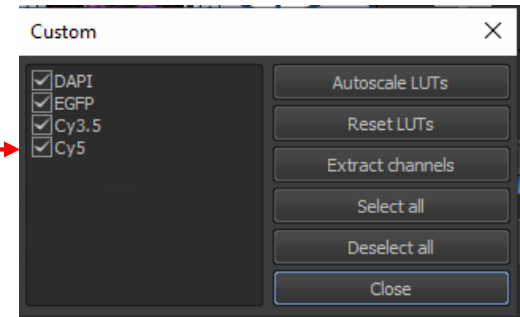 Custom
DAPI
EGFP
Cy3.5
Cy5
Autoscale LUTs
Reset LUTs
Extract channels
Select all
Deselect all
Close